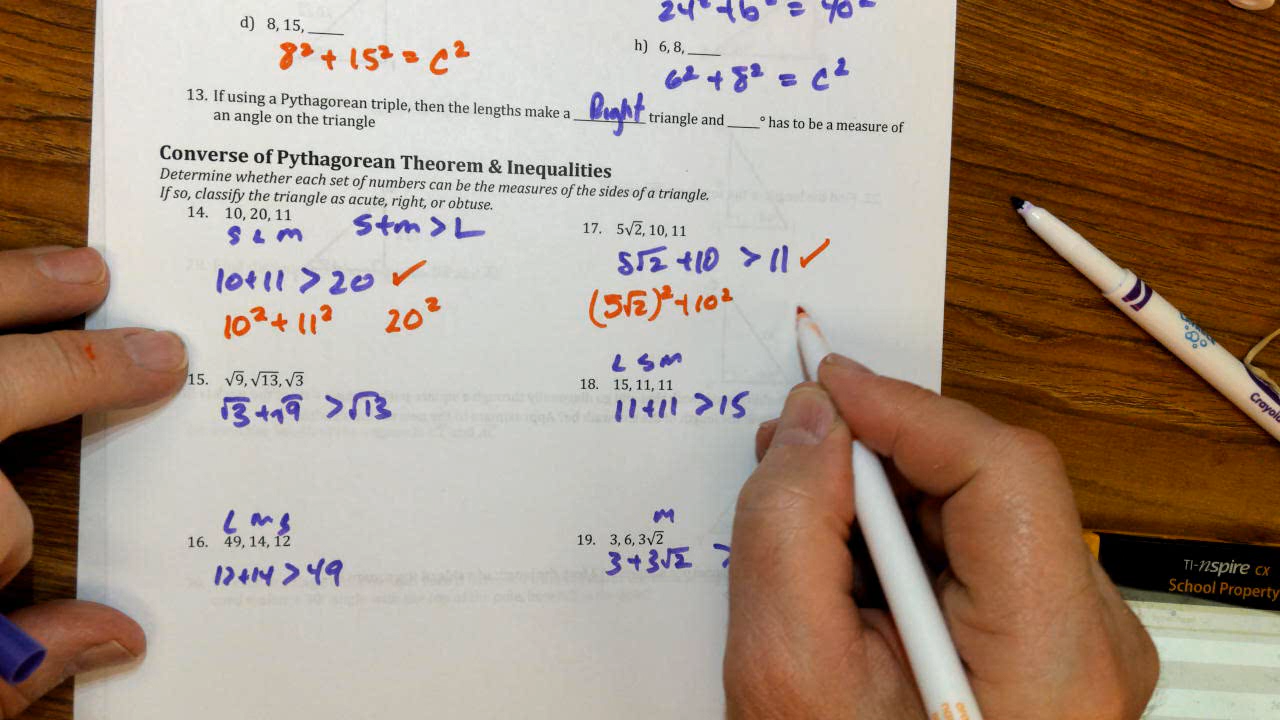 24² + b² = 40²
d) 8, 15, ____
8² + 15² = c²
h) 6, 8, ____
6² + 8² = c²
13. If using a Pythagorean triple, then the lengths make a Right triangle and ____° has to be a measure of
an angle on the triangle
Converse of Pythagorean Theorem & Inequalities
Determine whether each set of numbers can be the measures of the sides of a triangle.
If so, classify the triangle as acute, right, or obtuse.
14. 10, 20, 11
S L M
S+M > L
10+11 > 20 ✓
10² + 11² 20²
17. 5√2, 10, 11
5√2 + 10 > 11 ✓
(5√2)² + 10²
15. √9, √13, √3
√3 + √9 > √13
L S M
18. 15, 11, 11
11+11 > 15
L M S
16. 49, 14, 12
12+14 > 49
M
19. 3, 6, 3√2
3 + 3√2 >
TI-nspire CX
School Property
Crayola